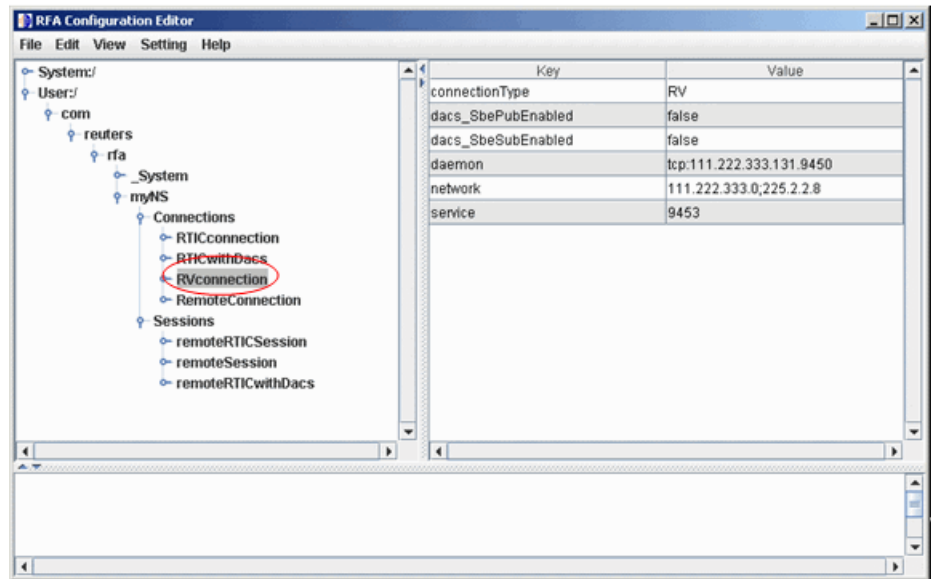 RFA Configuration Editor
File Edit View Setting Help
System:/
User:/
com
reuters
rfa
_System
myNS
Connections
RTICconnection
RTICwithDacs
RVconnection
RemoteConnection
Sessions
remoteRTICSession
remoteSession
remoteRTICwithDacs
Key Value
connectionType RV
dacs_SbePubEnabled false
dacs_SbeSubEnabled false
daemon tcp:111.222.333.131.9450
network 111.222.333.0;225.2.2.8
service 9453